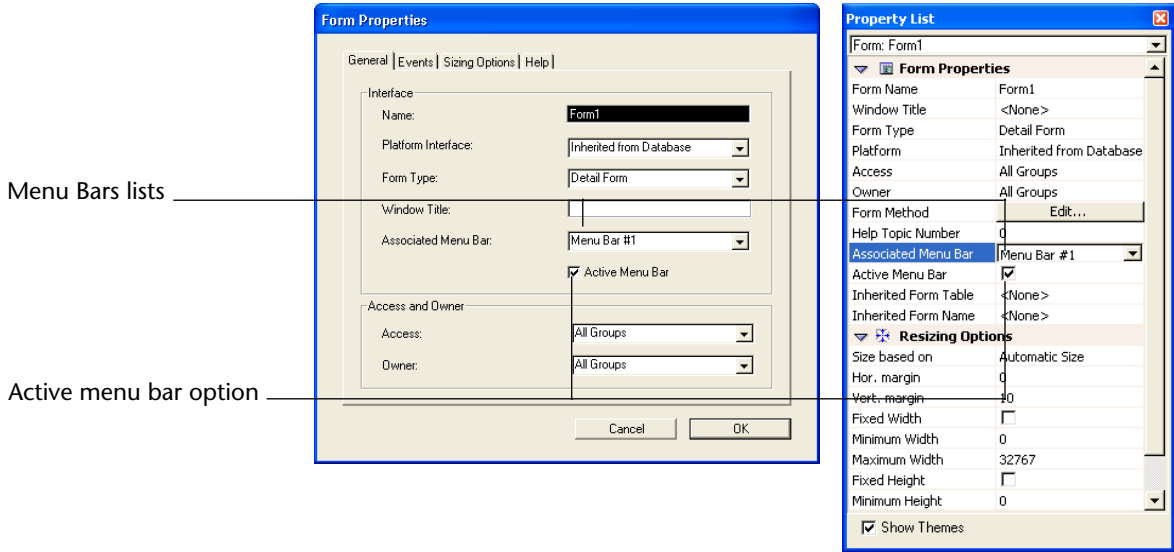 Menu Bars lists
Active menu bar option
Form Properties
General Events Sizing Options Help
Interface
Name: Form1
Platform Interface: Inherited from Database
Form Type: Detail Form
Window Title:
Associated Menu Bar: Menu Bar #1
Active Menu Bar
Access and Owner
Access: All Groups
Owner: All Groups
Cancel OK
Property List
Form: Form1
Form Properties
Form Name Form1
Window Title <None>
Form Type Detail Form
Platform Inherited from Database
Access All Groups
Owner All Groups
Form Method Edit...
Help Topic Number 0
Associated Menu Bar Menu Bar #1
Active Menu Bar
Inherited Form Table <None>
Inherited Form Name <None>
Resizing Options
Size based on Automatic Size
Hor. margin 0
Vert. margin 10
Fixed Width
Minimum Width 0
Maximum Width 32767
Fixed Height
Minimum Height 0
Show Themes